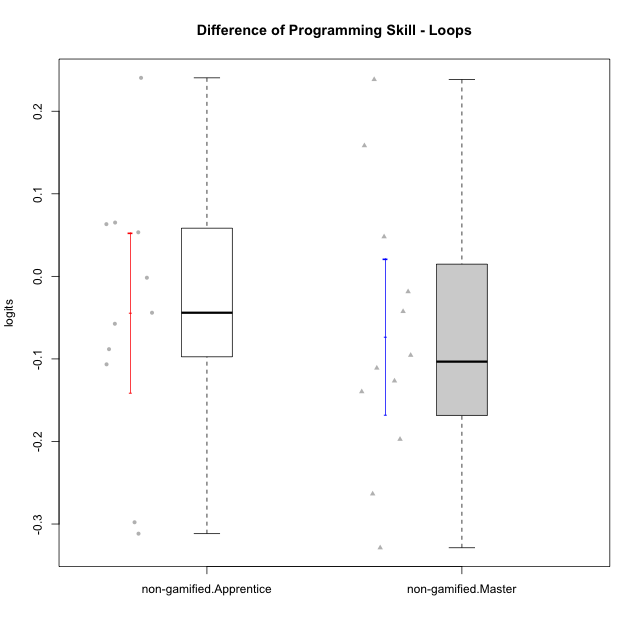 Difference of Programming Skill - Loops
logits
0.2
0.1
0.0
-0.1
-0.2
-0.3
non-gamified.Apprentice
non-gamified.Master